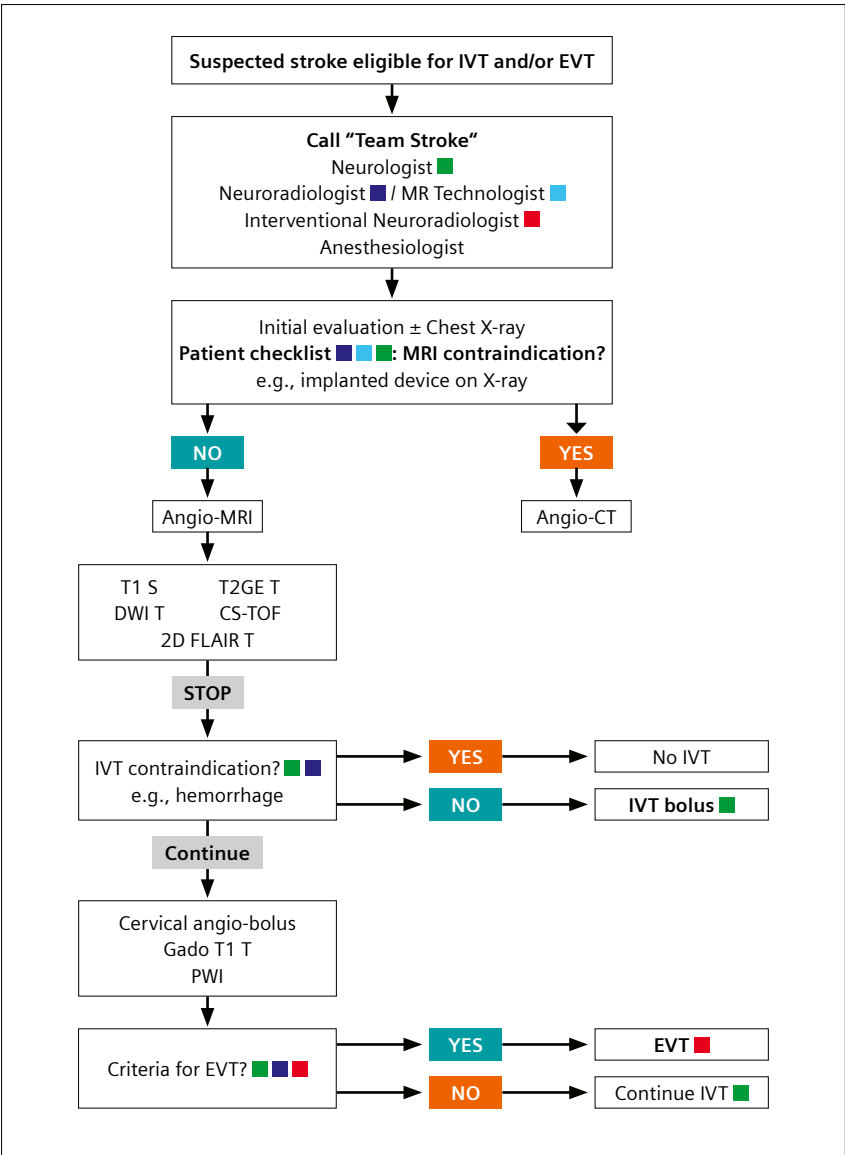 Suspected stroke eligible for IVT and/or EVT
Call “Team Stroke“
Neurologist
Neuroradiologist / MR Technologist
Interventional Neuroradiologist
Anesthesiologist
Initial evaluation ± Chest X-ray
Patient checklist : MRI contraindication?
e.g., implanted device on X-ray
NO
YES
Angio-MRI
Angio-CT
T1 S T2GE T
DWI T CS-TOF
2D FLAIR T
STOP
IVT contraindication?
e.g., hemorrhage
YES
No IVT
NO
IVT bolus
Continue
Cervical angio-bolus
Gado T1 T
PWI
Criteria for EVT?
YES
EVT
NO
Continue IVT